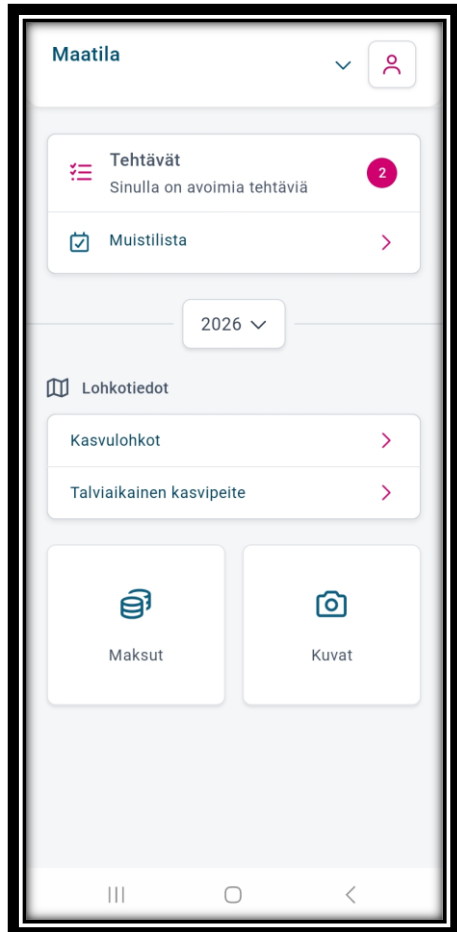 Maatila
Tehtävät
2
Sinulla on avoimia tehtäviä
Muistilista
2026
Lohkotiedot
Kasvulohkot
Talviaikainen kasvipeite
Maksut
Kuvat